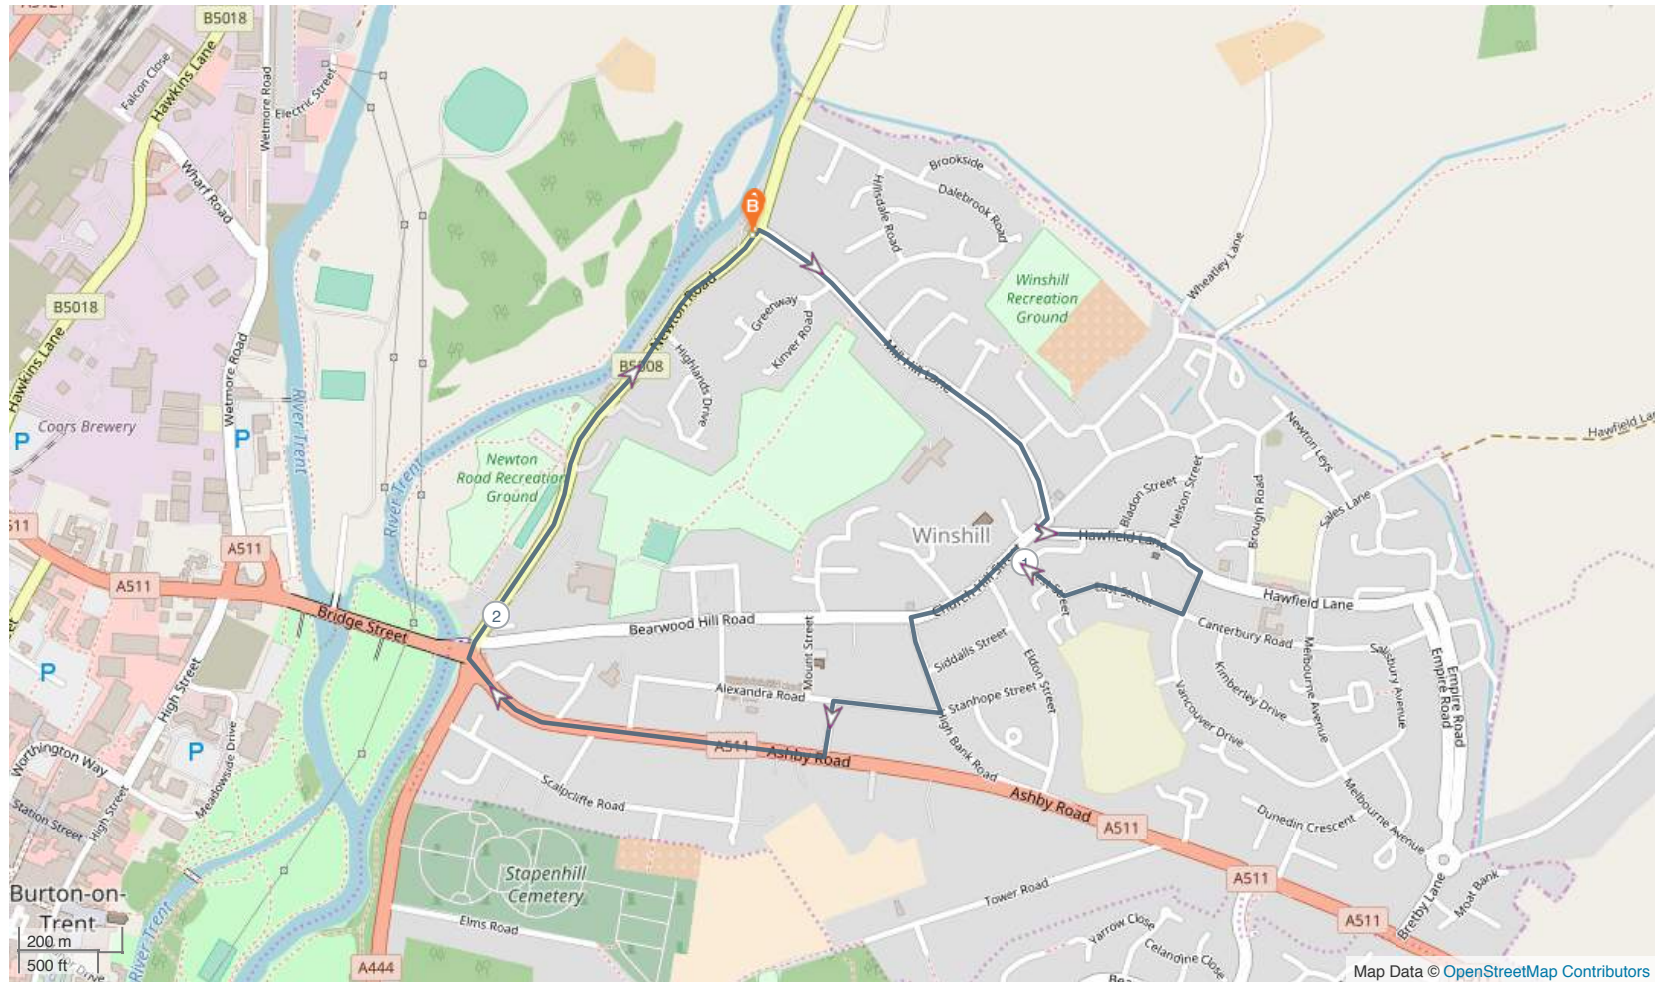 B5018
Falcon Close
Hawkins Lane
Wetmore Road
Electric Street
Wharf Road
Brookside
Dalebrook Road
Hillsdale Road
B
Wheatley Lane
Winshill
Recreation
Ground
B5018
Hawkins Lane
Newton Road
Greenway
Kinver Road
Highlands Drive
B5008
Mill Hill Lane
Wetmore Road
River Trent
Coors Brewery
P
P
Newton
Road Recreation
Ground
River Trent
Newton Leys
Hawfield La
Bladon Street
Nelson Street
Brough Road
Sales Lane
Winshill
Hawfield Lane
A511
A511
Bridge Street
2
Bearwood Hill Road
Church Hill Street
East Street
Hawfield Lane
Canterbury Road
Mount Street
Siddalls Street
Eldon Street
Stanhope Street
Alexandra Road
High Bank Road
Kimberley Drive
Vancouver Drive
Melbourne Avenue
Salisbury Avenue
Empire Road
Empire Road
P
High Street
P
Worthington Way
Meadowside Drive
High Street
Station Street
A511
Ashby Road
Scalpcliffe Road
Ashby Road
A511
Dunedin Crescent
Melbourne Avenue
A511
Stapenhill
Cemetery
Tower Road
Elms Road
Yarrow Close
Celandine Close
A511
Bretby Lane
Moat Bank
Burton-on-
Trent
River Trent
200 m
500 ft
A444
Map Data © OpenStreetMap Contributors